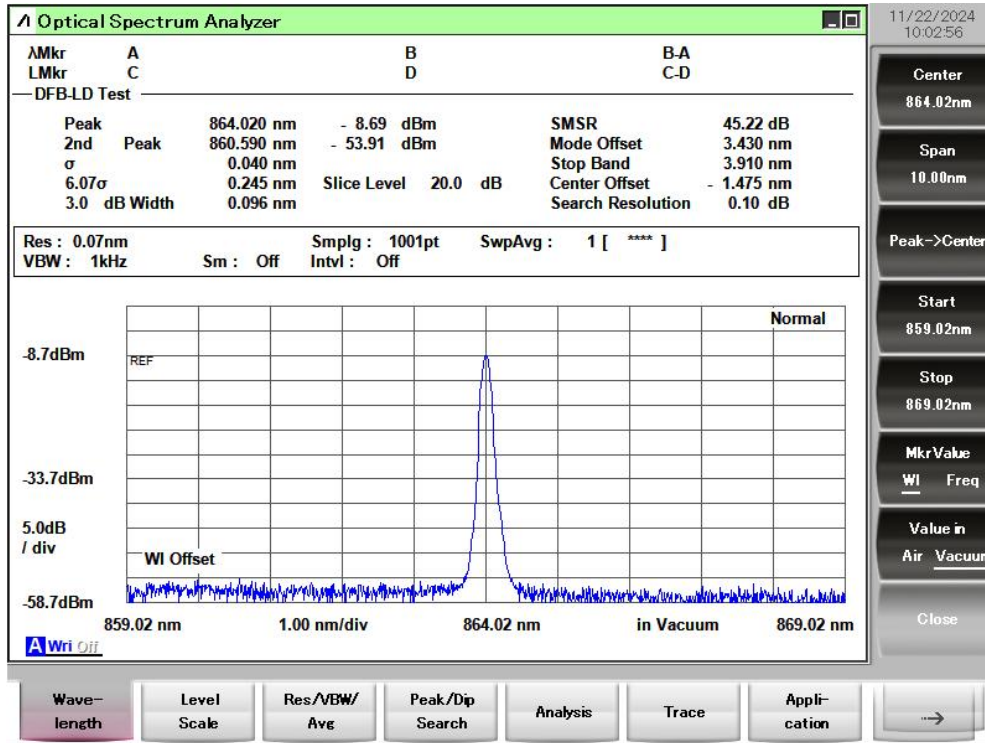 Optical Spectrum Analyzer
11/22/2024
10:02:56
λMkr A B B-A
LMkr C D C-D
DFB-LD Test
Peak 864.020 nm - 8.69 dBm SMSR 45.22 dB
2nd Peak 860.590 nm - 53.91 dBm Mode Offset 3.430 nm
σ 0.040 nm Stop Band 3.910 nm
6.07σ 0.245 nm Slice Level 20.0 dB Center Offset - 1.475 nm
3.0 dB Width 0.096 nm Search Resolution 0.10 dB
Res : 0.07nm Smplg : 1001pt SwpAvg : 1 [ **** ]
VBW : 1kHz Sm : Off Intvl : Off
Normal
-8.7dBm
REF
-33.7dBm
5.0dB
/ div
Wl Offset
-58.7dBm
859.02 nm 1.00 nm/div 864.02 nm in Vacuum 869.02 nm
A Wri Off
Center
864.02nm
Span
10.00nm
Peak->Center
Start
859.02nm
Stop
869.02nm
MkrValue
Wl Freq
Value in
Air Vacuum
Close
Wave-
length
Level
Scale
Res/VBW/
Avg
Peak/Dip
Search
Analysis
Trace
Appli-
cation